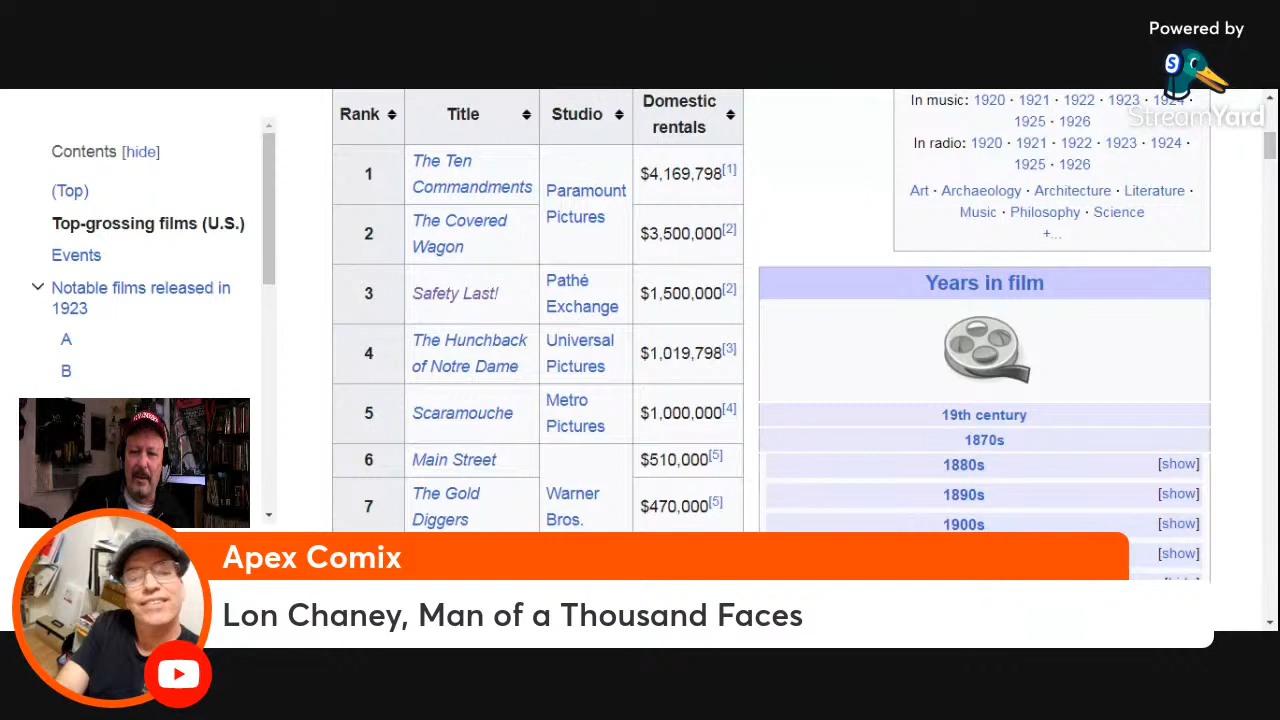 Powered by
StreamYard
Contents [hide]
(Top)
Top-grossing films (U.S.)
Events
Notable films released in
1923
A
B
Rank Title Studio Domestic
rentals
1 The Ten
Commandments Paramount
Pictures $4,169,798[1]
2 The Covered
Wagon $3,500,000[2]
3 Safety Last! Pathé
Exchange $1,500,000[2]
4 The Hunchback
of Notre Dame Universal
Pictures $1,019,798[3]
5 Scaramouche Metro
Pictures $1,000,000[4]
6 Main Street $510,000[5]
7 The Gold
Diggers Warner
Bros. $470,000[5]
In music: 1920 · 1921 · 1922 · 1923 · 1924 ·
1925 · 1926
In radio: 1920 · 1921 · 1922 · 1923 · 1924 ·
1925 · 1926
Art · Archaeology · Architecture · Literature ·
Music · Philosophy · Science
+...
Years in film
19th century
1870s
1880s [show]
1890s [show]
1900s [show]
[show]
Apex Comix
Lon Chaney, Man of a Thousand Faces